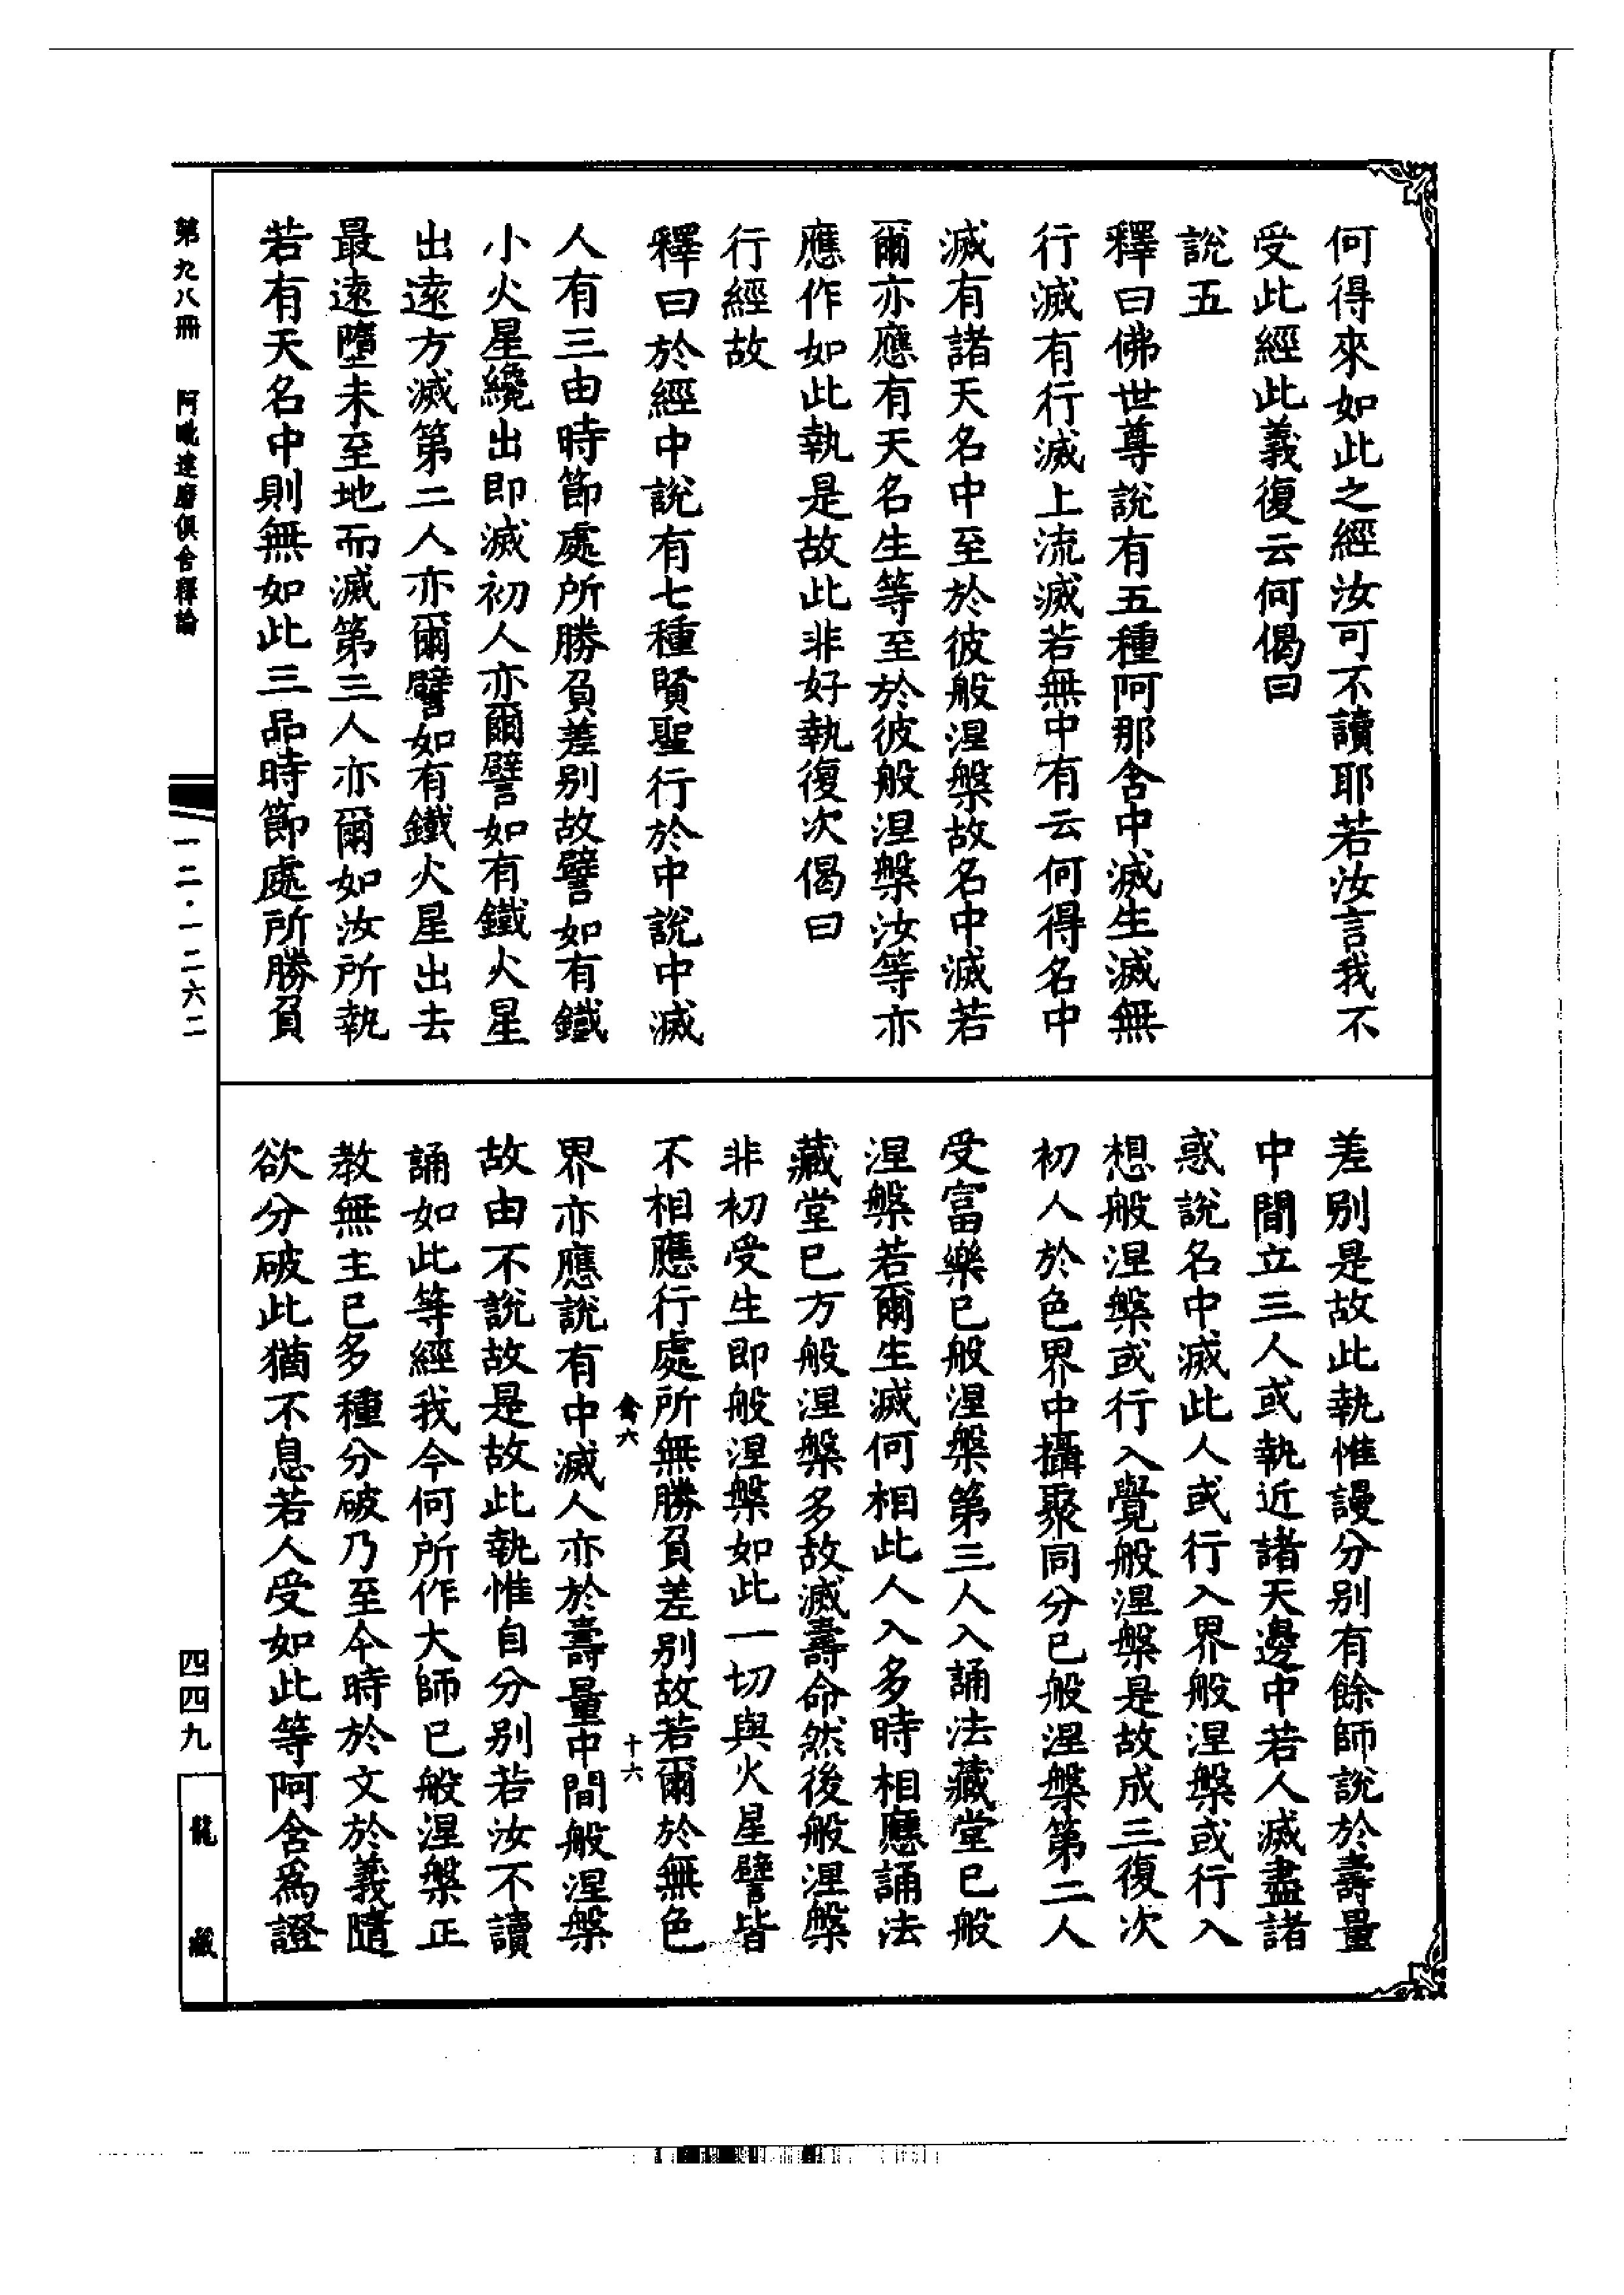 何得來如此之經汝可不讀耶若汝言我不
受此經此義復云何偈曰
說五
釋曰佛世尊說有五種阿那含中滅生滅無
行滅有行滅上流滅若無中有云何得名中
滅有諸天名中至於彼般涅槃故名中滅若
爾亦應有天名生等至於彼般涅槃汝等亦
應作如此執是故此非好執復次偈曰
行經故
釋曰於經中說有七種賢聖行於中說中滅
人有三由時節處所勝負差別故譬如有鐵
小火星纔出即滅初人亦爾譬如有鐵火星
出遠方滅第二人亦爾譬如有鐵火星出去
最遠墮未至地而滅第三人亦爾如汝所執
若有天名中則無如此三品時節處所勝負
差別是故此執惟謾分別有餘師說於壽量
中間立三人或執近諸天邊中若人滅盡諸
惑說名中滅此人或行入界般涅槃或行入
想般涅槃或行入覺般涅槃是故成三復次
初人於色界中攝聚同分已般涅槃第二人
受富樂已般涅槃第三人入誦法藏堂已般
涅槃若爾生滅何相此人入多時相應誦法
藏堂已方般涅槃多故滅壽命然後般涅槃
非初受生即般涅槃如此一切與火星譬皆
不相應行處所無勝負差別故若爾於無色
禽六
十六
界亦應說有中滅人亦於壽量中間般涅槃
故由不說故是故此執惟自分別若汝不讀
誦如此等經我今何所作大師已般涅槃正
教無主已多種分破乃至今時於文於義隨
欲分破此猶不息若人受如此等阿含爲證
第九八冊
阿毗達磨俱舍釋論
一二·一二六二
四四九
龍藏